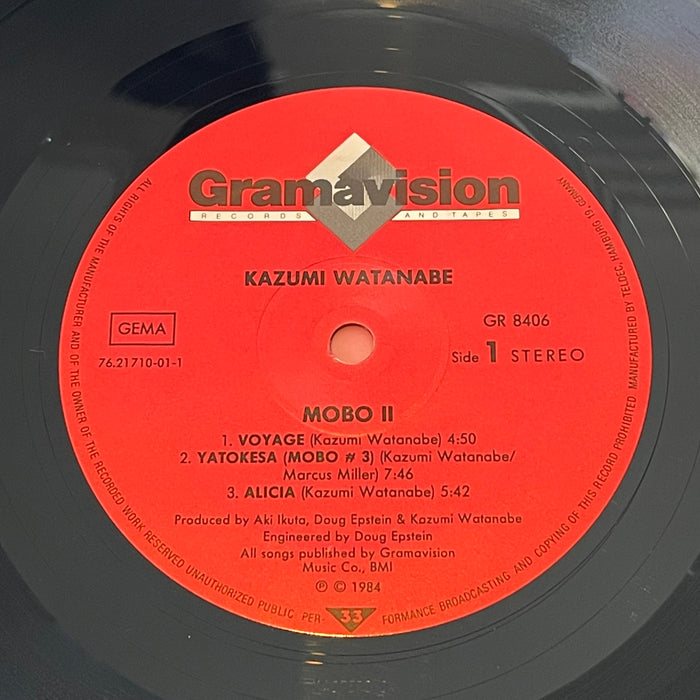 Gramavision
RECORDS AND TAPES
KAZUMI WATANABE
GEMA
76.21710-01-1
GR 8406
Side 1 STEREO
MOBO II
1. VOYAGE (Kazumi Watanabe) 4:50
2. YATOKESA (MOBO # 3) (Kazumi Watanabe/
Marcus Miller) 7:46
3. ALICIA (Kazumi Watanabe) 5:42
Produced by Aki Ikuta, Doug Epstein & Kazumi Watanabe
Engineered by Doug Epstein
All songs published by Gramavision
Music Co., BMI
℗ © 1984
33
ALL RIGHTS OF THE MANUFACTURER AND OF THE OWNER OF THE RECORDED WORK RESERVED UNAUTHORIZED PUBLIC PER- FORMANCE BROADCASTING AND COPYING OF THIS RECORD PROHIBITED MANUFACTURED BY TELDEC, HAMBURG 19, GERMANY